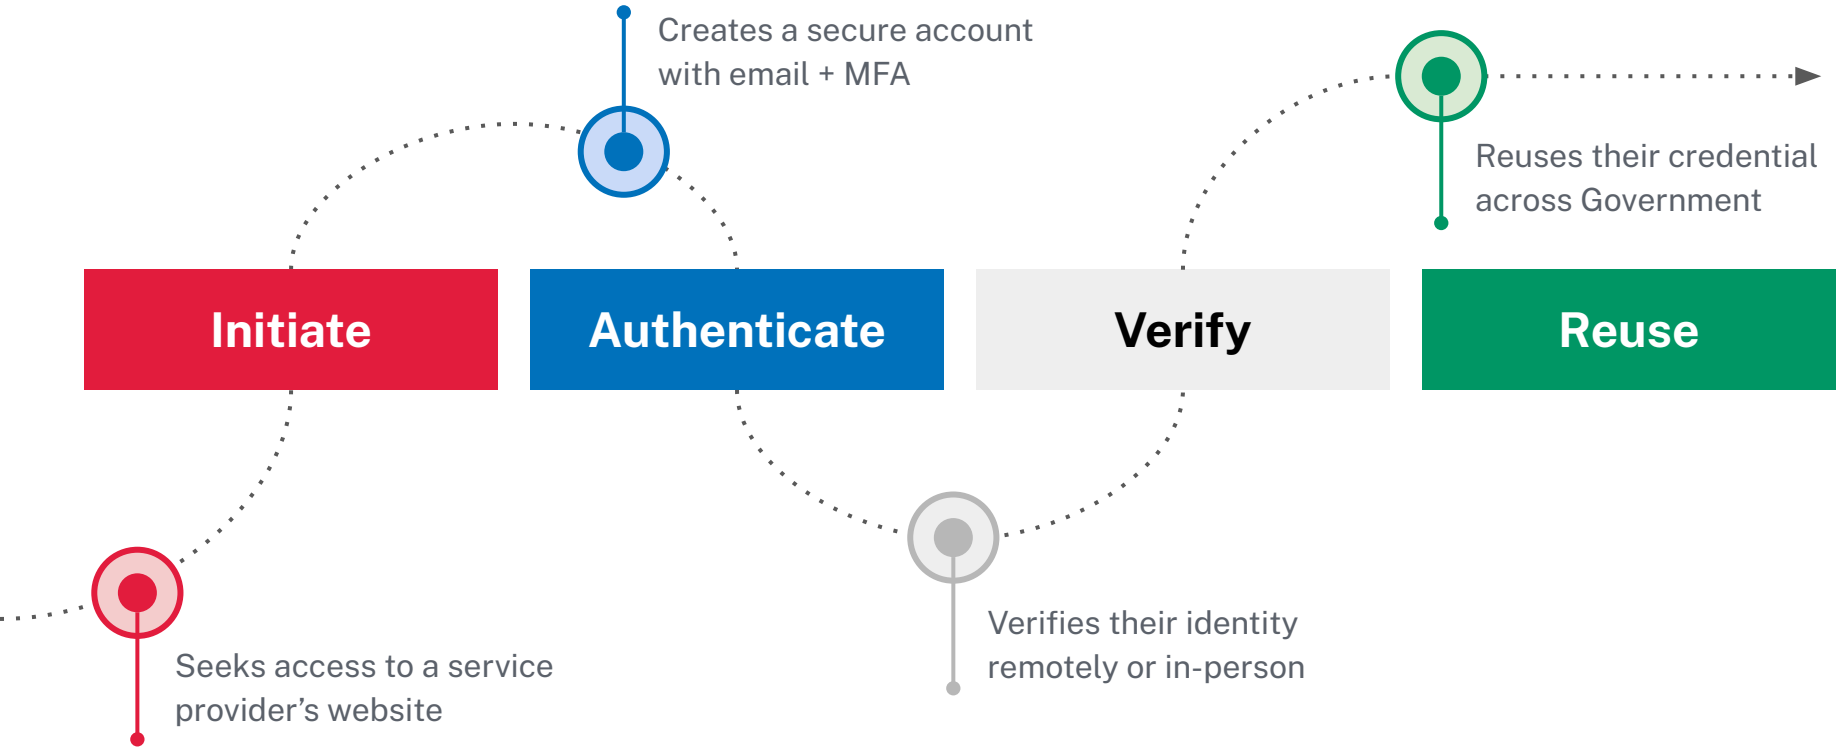 Creates a secure account
with email + MFA
Reuses their credential
across Government
Initiate
Authenticate
Verify
Reuse
Verifies their identity
remotely or in-person
Seeks access to a service
provider’s website